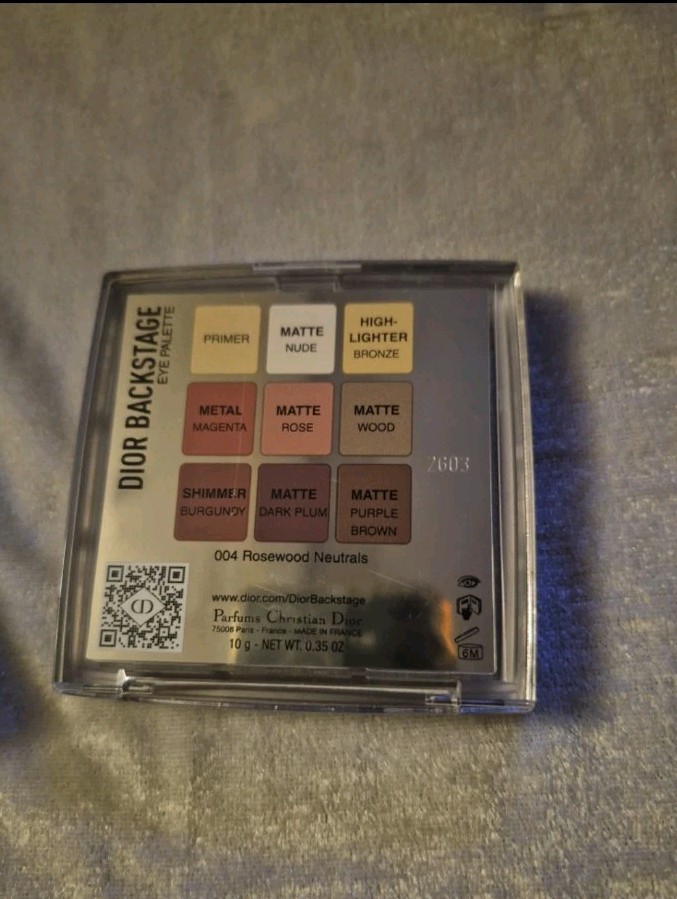 DIOR BACKSTAGE
EYE PALETTE
PRIMER
MATTE
NUDE
HIGH-
LIGHTER
BRONZE
METAL
MAGENTA
MATTE
ROSE
MATTE
WOOD
2603
SHIMMER
BURGUNDY
MATTE
DARK PLUM
MATTE
PURPLE
BROWN
004 Rosewood Neutrals
CD
www.dior.com/DiorBackstage
Parfums Christian Dior
75008 Paris - France - MADE IN FRANCE
10 g - NET WT. 0.35 OZ
6M